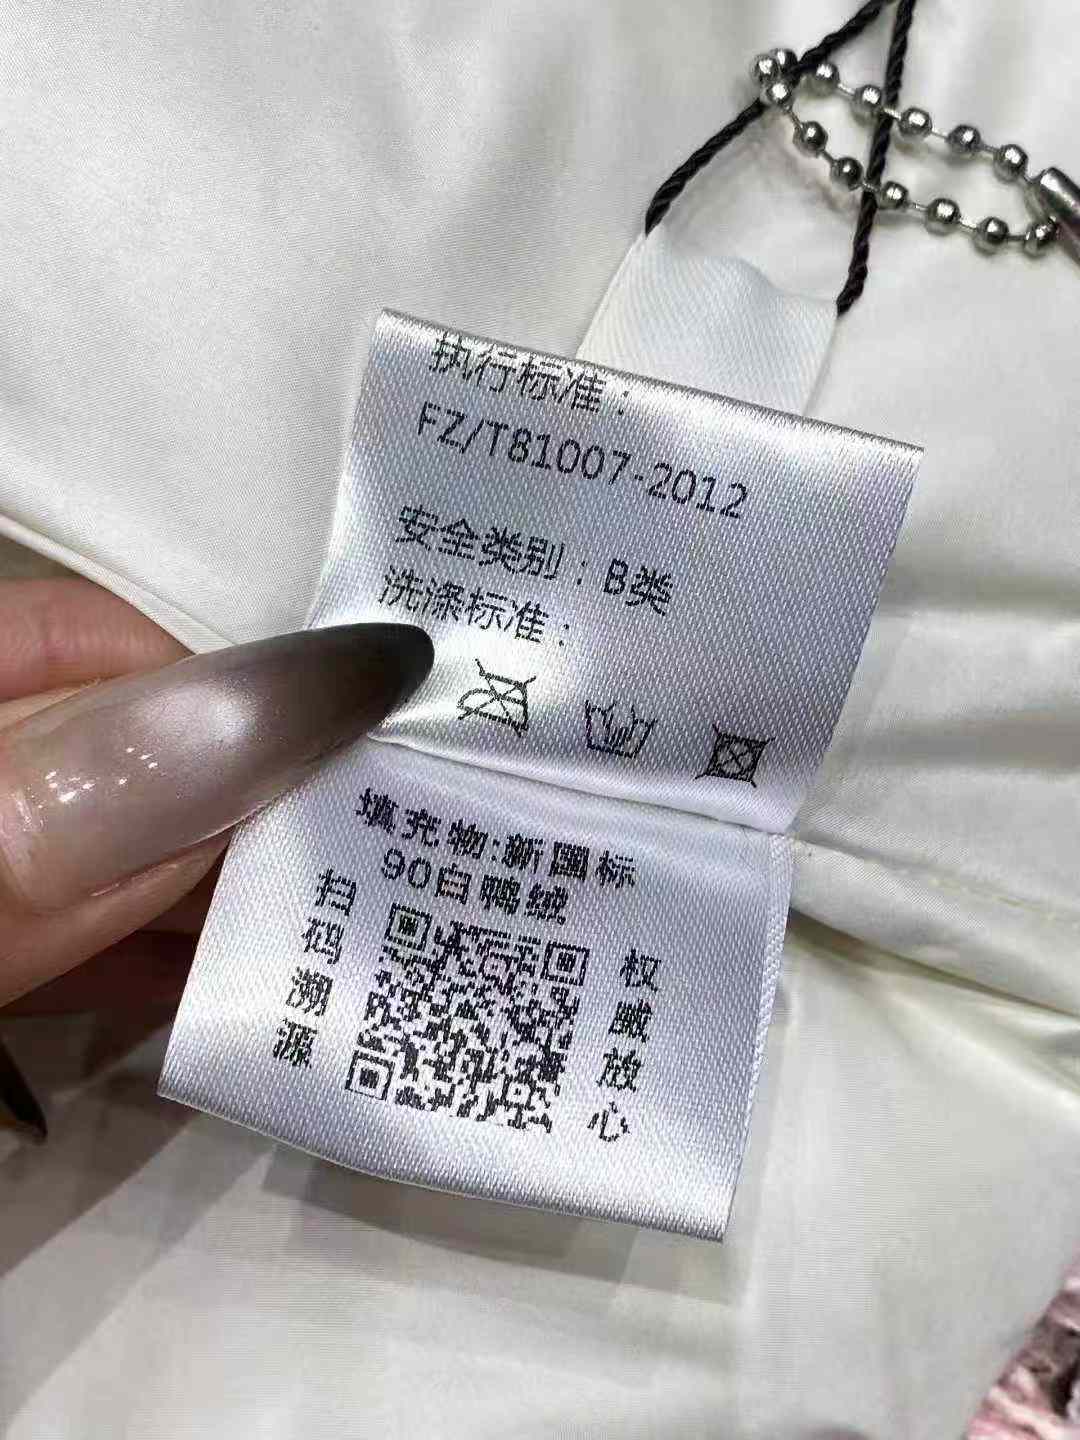 执行标准：
FZ/T81007-2012
安全类别：B类
洗涤标准：
填充物:新国标
90白鸭绒
扫码溯源
权威放心